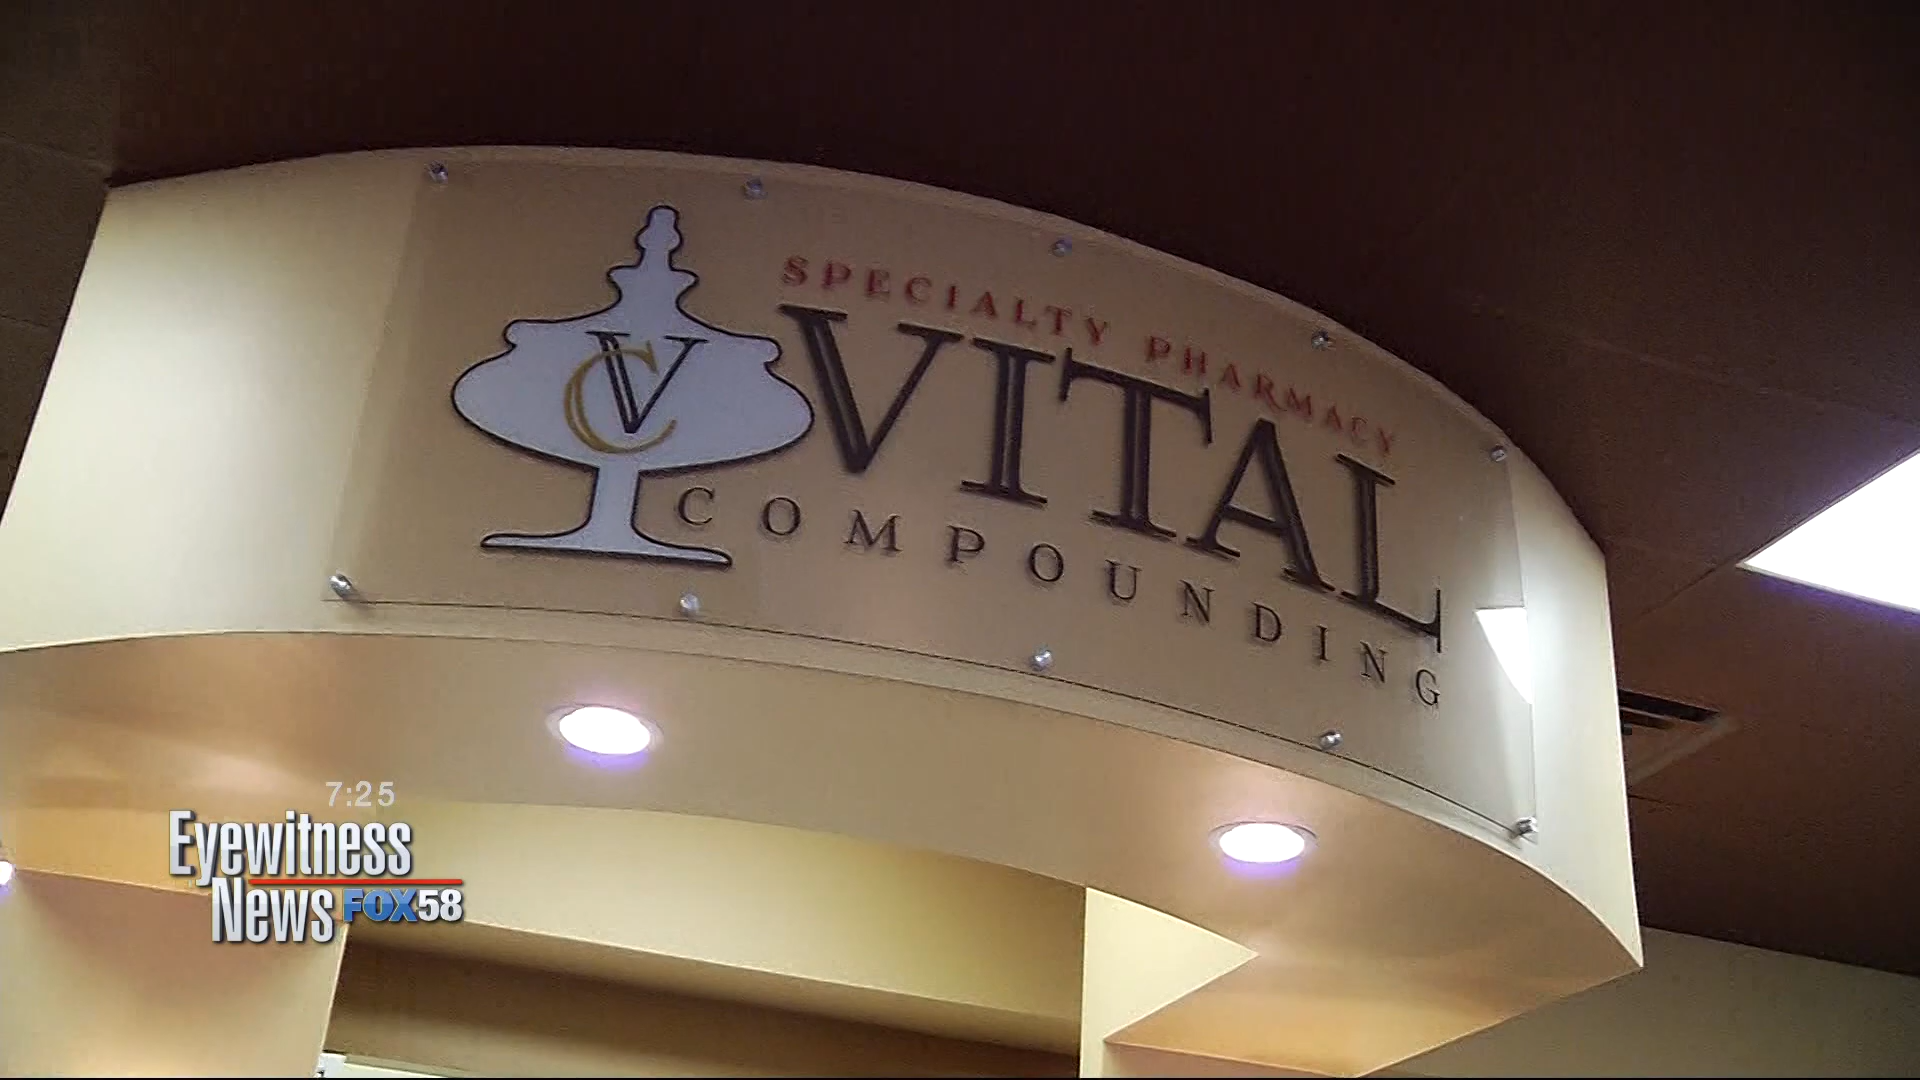 SPECIALTY PHARMACY
VC
VITAL
COMPOUNDING
7:25
Eyewitness
News FOX58